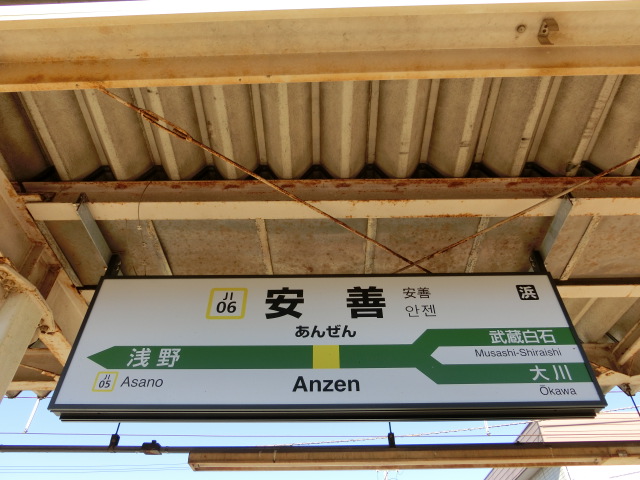 JI
06
安善
安善
안젠
浜
あんぜん
浅野
JI
05
Asano
Anzen
武蔵白石
Musashi-Shiraishi
大川
Ōkawa